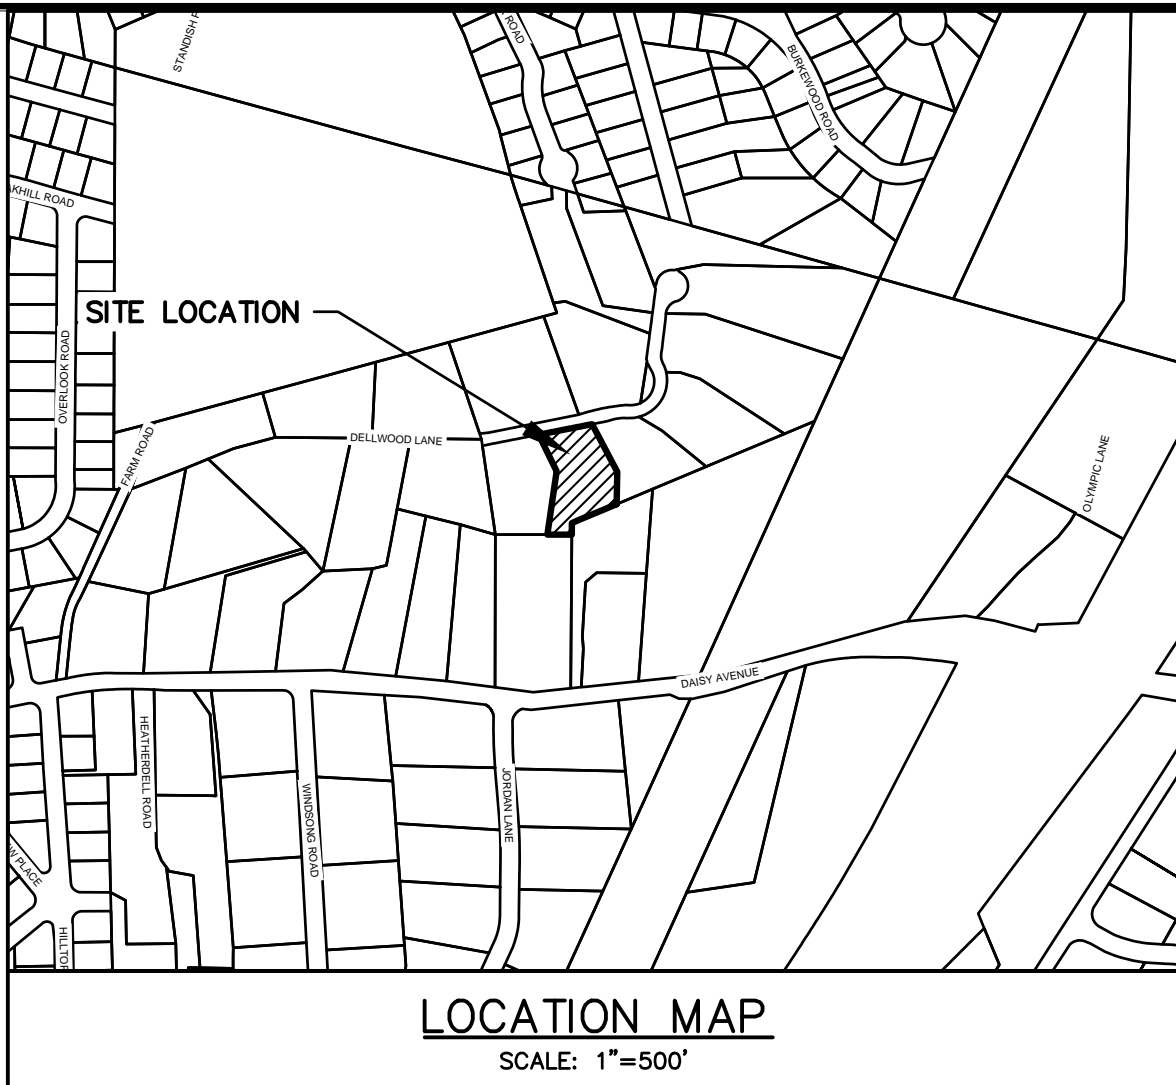 STANDISH
ROAD
BURKEWOOD ROAD
AKHILL ROAD
SITE LOCATION
OVERLOOK ROAD
FARM ROAD
DELLWOOD LANE
OLYMPIC LANE
DAISY AVENUE
HEATHERDELL ROAD
WINDSONG ROAD
JORDAN LANE
PLACE
HILLTO
LOCATION MAP
SCALE: 1"=500'